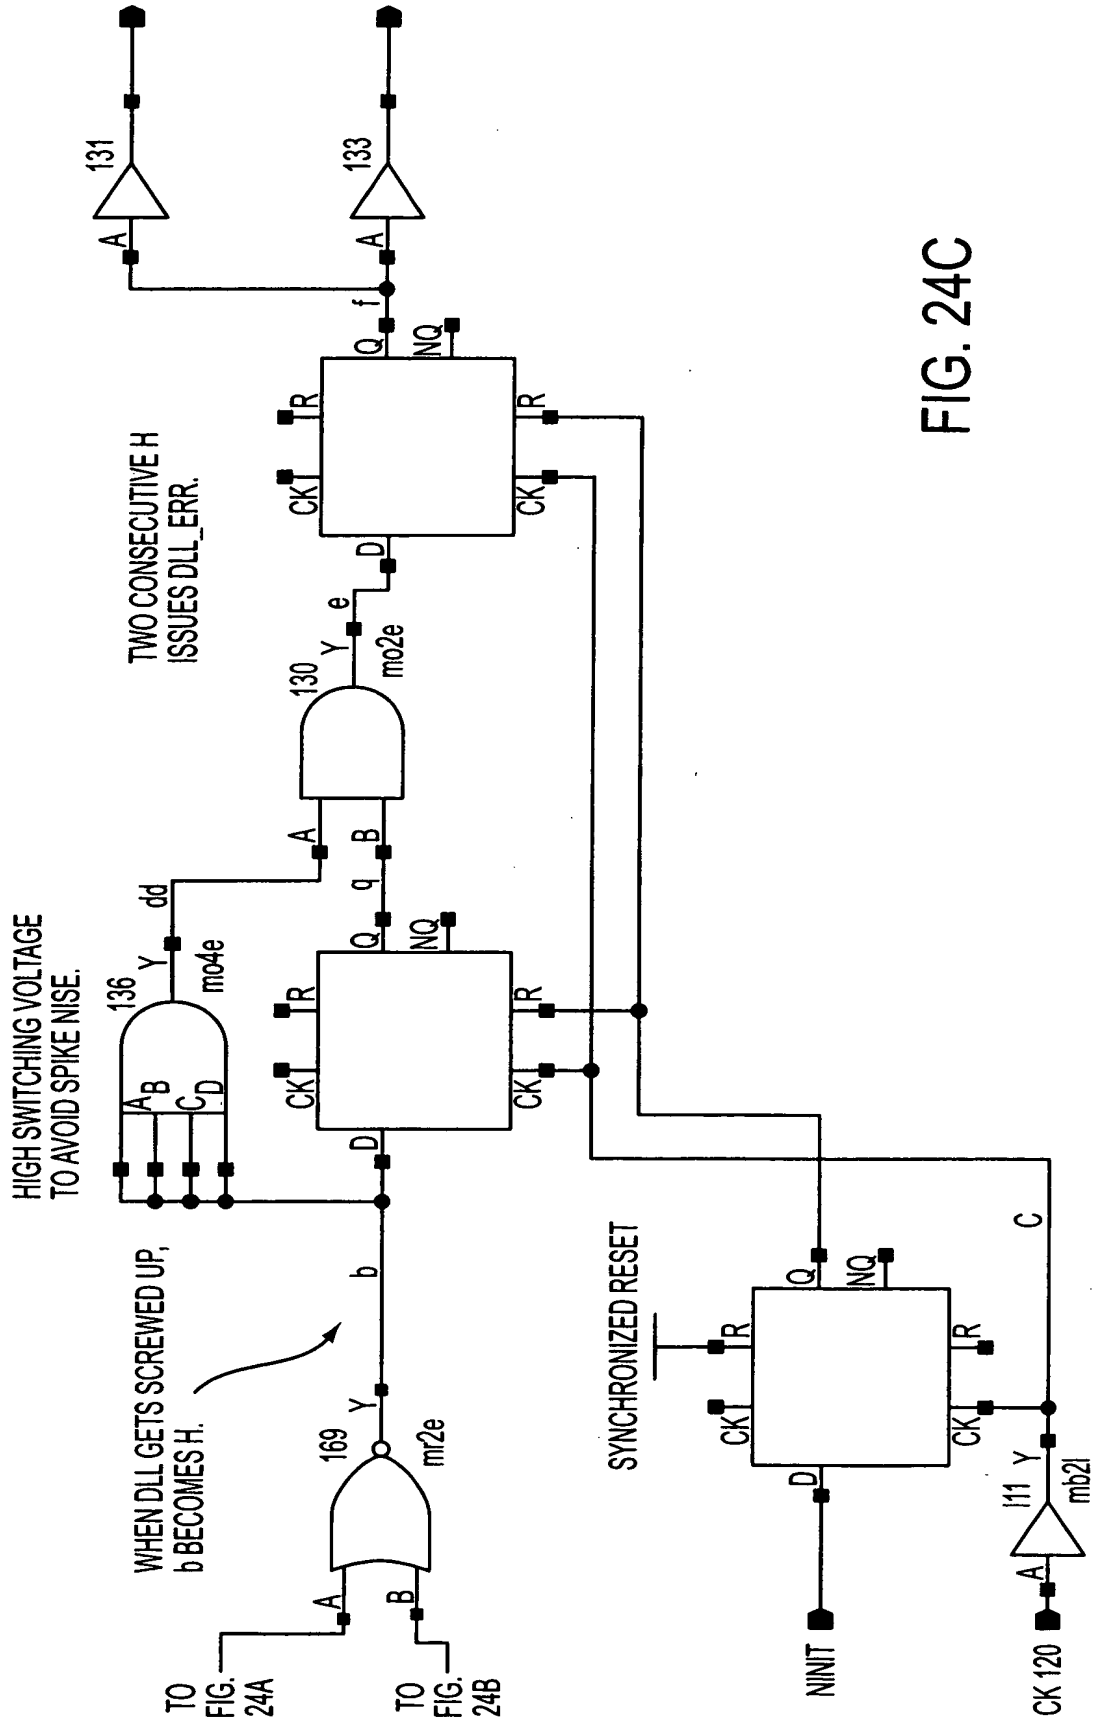 HIGH SWITCHING VOLTAGE
TO AVOID SPIKE NISE.
WHEN DLL GETS SCREWED UP,
b BECOMES H.
TWO CONSECUTIVE H
ISSUES DLL_ERR.
TO
FIG.
24A
TO
FIG.
24B
A
B
169
mr2e
Y
b
A
B
C
D
136
mo4e
Y
dd
D
CK
R
CK
R
Q
NQ
q
A
B
130
mo2e
Y
e
D
CK
R
CK
R
Q
NQ
f
A
131
A
133
SYNCHRONIZED RESET
NINIT
D
CK
R
CK
R
Q
NQ
CK 120
A
I11
mb2l
Y
C
FIG. 24C